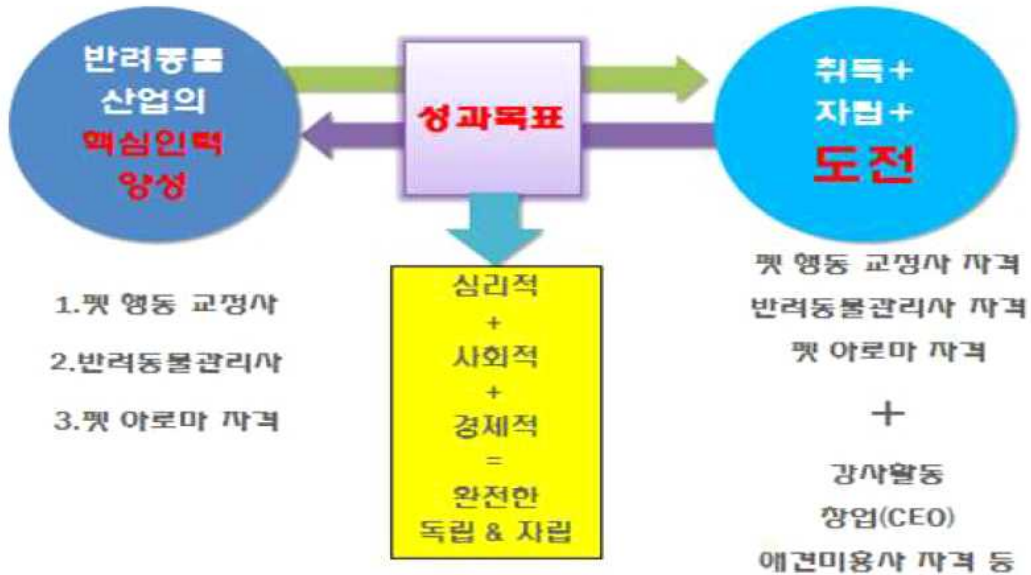 반려동물
산업의
핵심인력
양성
성과목표
취득+
자립+
도전
1.펫 행동 교정사
2.반려동물관리사
3.펫 아로마 자격
심리적
+
사회적
+
경제적
=
완전한
독립 & 자립
펫 행동 교정사 자격
반려동물관리사 자격
펫 아로마 자격
+
강사활동
창업(CEO)
애견미용사 자격 등